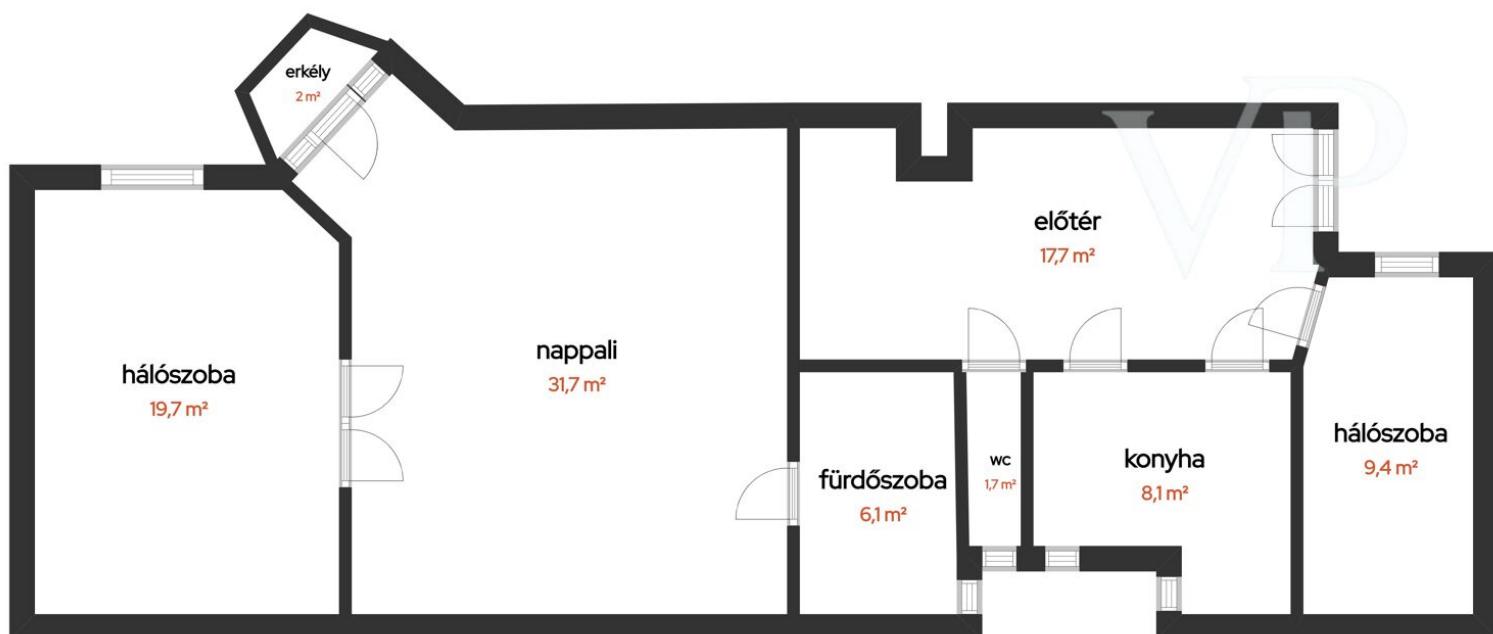 erkély
2 m²
VP
előtér
17,7 m²
nappali
31,7 m²
hálószoba
19,7 m²
hálószoba
9,4 m²
wc
1,7 m²
konyha
8,1 m²
fürdőszoba
6,1 m²